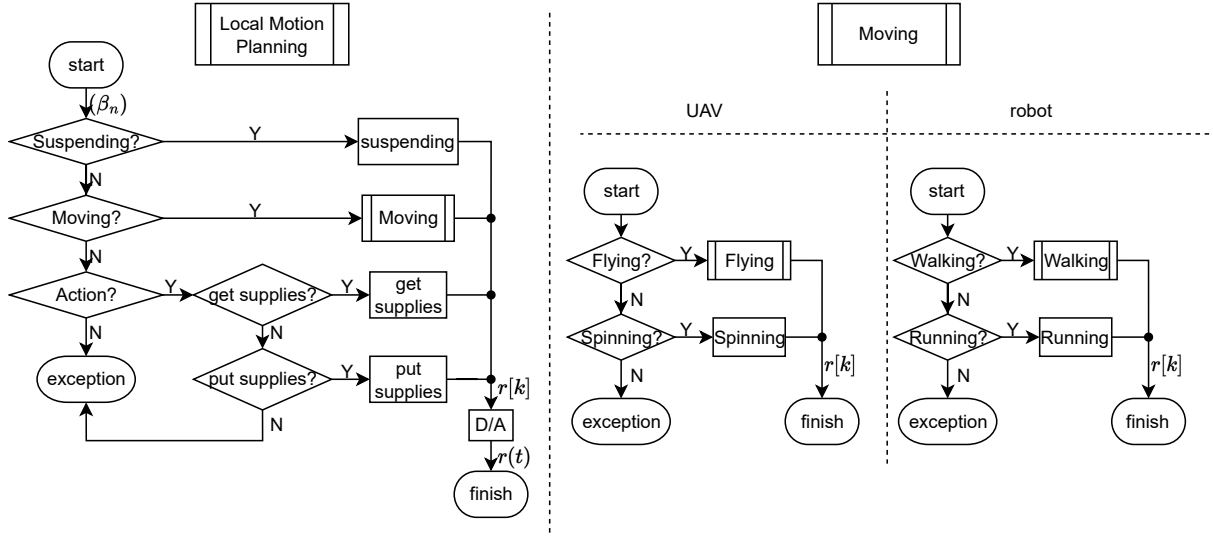 Local Motion
Planning
start
(βₙ)
Suspending?
Y
suspending
N
Moving?
Y
Moving
N
Action?
Y
get supplies?
Y
get
supplies
N
N
exception
put supplies?
Y
put
supplies
N
r[k]
D/A
r(t)
finish
Moving
UAV
robot
start
Flying?
Y
Flying
N
Spinning?
Y
Spinning
N
r[k]
exception
finish
start
Walking?
Y
Walking
N
Running?
Y
Running
N
r[k]
exception
finish